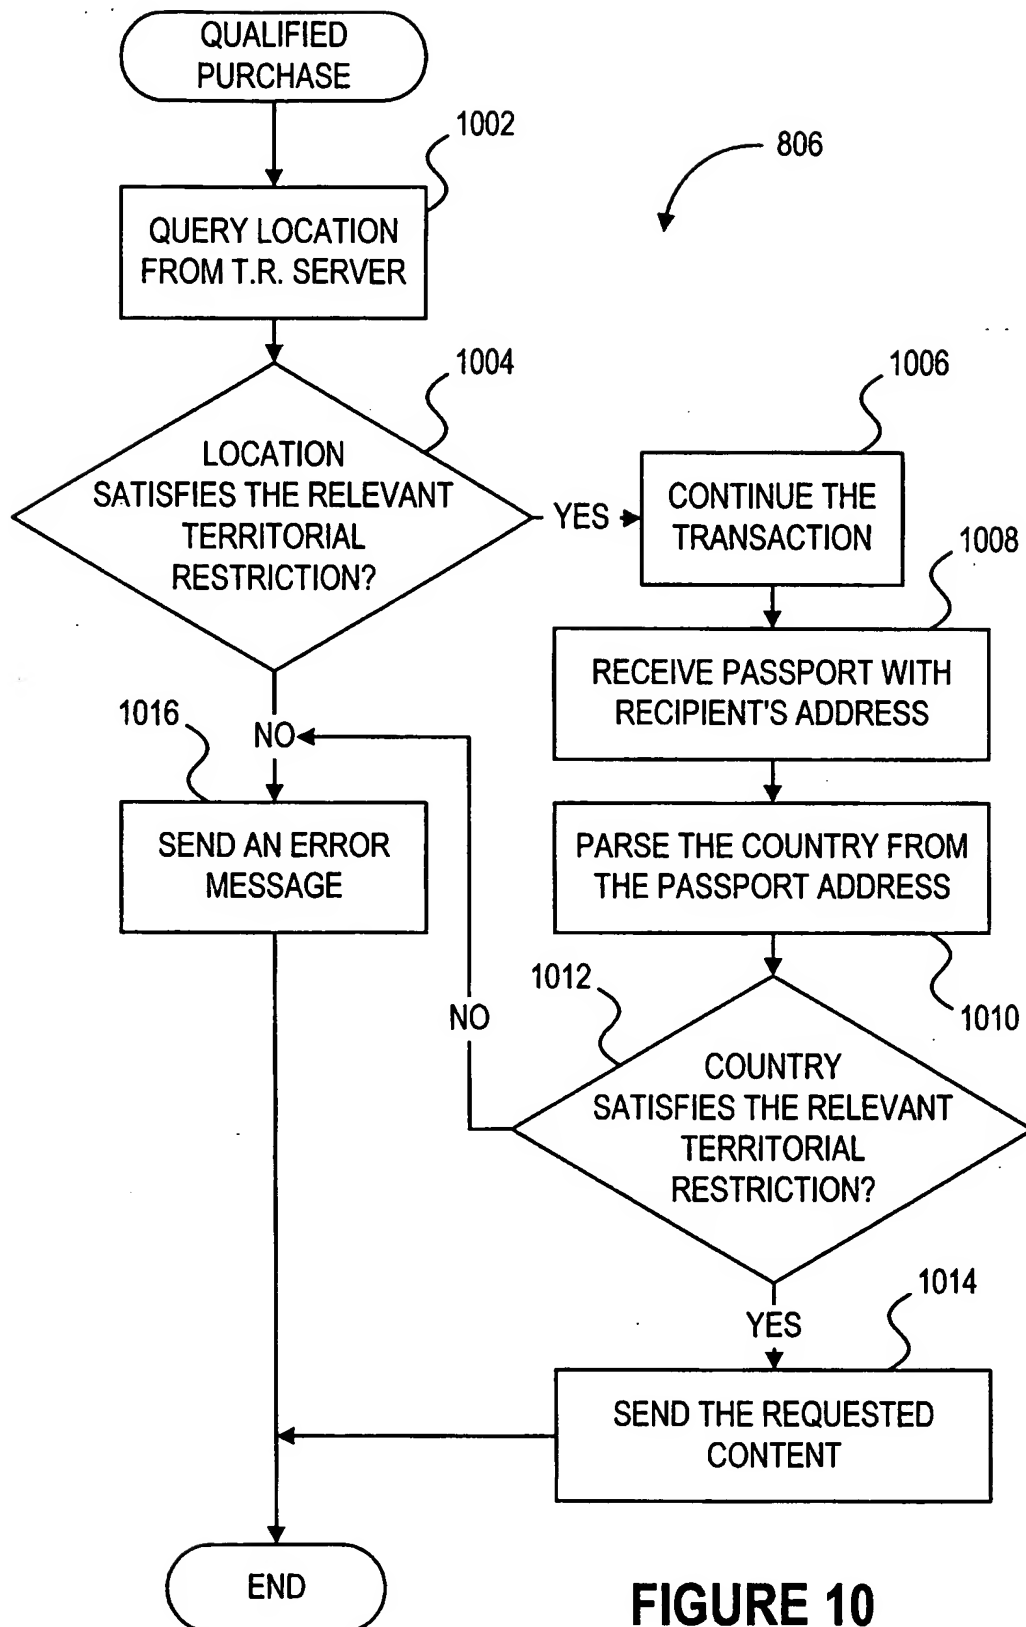 QUALIFIED
PURCHASE
1002
806
QUERY LOCATION
FROM T.R. SERVER
1004
LOCATION
SATISFIES THE RELEVANT
TERRITORIAL
RESTRICTION?
YES
1006
CONTINUE THE
TRANSACTION
1008
RECEIVE PASSPORT WITH
RECIPIENT'S ADDRESS
1016
NO
SEND AN ERROR
MESSAGE
PARSE THE COUNTRY FROM
THE PASSPORT ADDRESS
1010
1012
NO
COUNTRY
SATISFIES THE RELEVANT
TERRITORIAL
RESTRICTION?
YES
1014
SEND THE REQUESTED
CONTENT
END
FIGURE 10